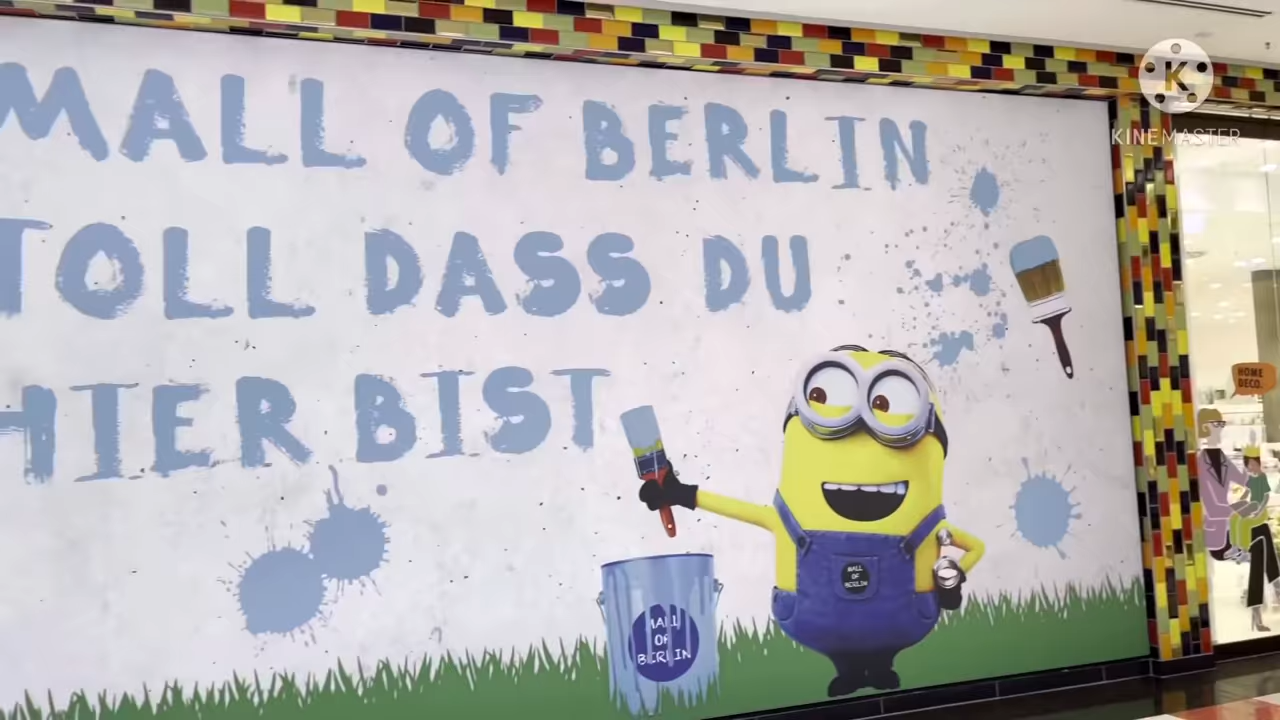 MALL OF BERLIN
TOLL DASS DU
HIER BIST
MALL
OF
BERLIN
MALL
OF
BERLIN
HOME
DECO.
K
KINEMASTER